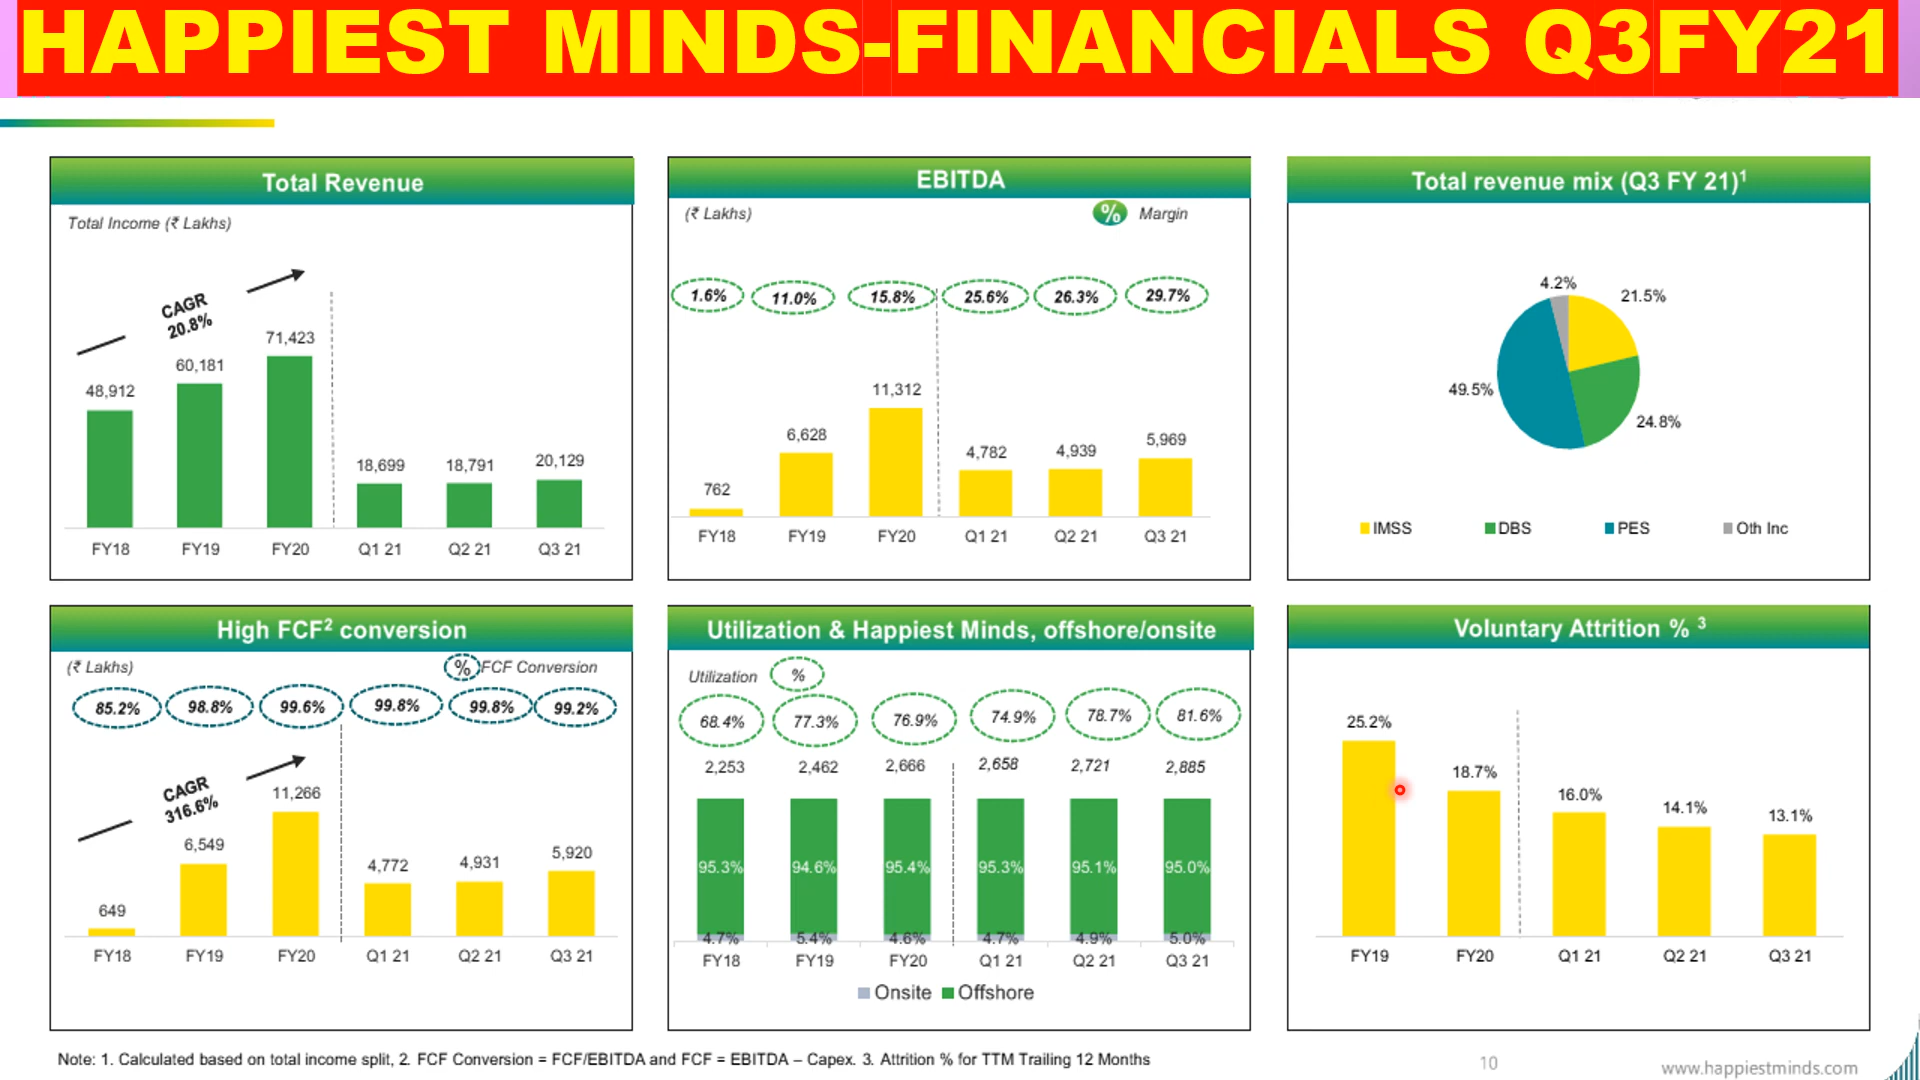 HAPPIEST MINDS-FINANCIALS Q3FY21
Total Revenue
Total Income (₹ Lakhs)
CAGR
20.8%
48,912
60,181
71,423
18,699
18,791
20,129
FY18 FY19 FY20 Q1 21 Q2 21 Q3 21
EBITDA
(₹ Lakhs) % Margin
1.6% 11.0% 15.8% 25.6% 26.3% 29.7%
762
6,628
11,312
4,782
4,939
5,969
FY18 FY19 FY20 Q1 21 Q2 21 Q3 21
Total revenue mix (Q3 FY 21)¹
4.2%
21.5%
49.5%
24.8%
IMSS DBS PES Oth Inc
High FCF² conversion
(₹ Lakhs) % FCF Conversion
85.2% 98.8% 99.6% 99.8% 99.8% 99.2%
CAGR
316.6%
649
6,549
11,266
4,772
4,931
5,920
FY18 FY19 FY20 Q1 21 Q2 21 Q3 21
Utilization & Happiest Minds, offshore/onsite
Utilization %
68.4% 77.3% 76.9% 74.9% 78.7% 81.6%
2,253 2,462 2,666 2,658 2,721 2,885
95.3% 94.6% 95.4% 95.3% 95.1% 95.0%
4.7% 5.4% 4.6% 4.7% 4.9% 5.0%
FY18 FY19 FY20 Q1 21 Q2 21 Q3 21
Onsite Offshore
Voluntary Attrition % ³
25.2%
18.7%
16.0%
14.1%
13.1%
FY19 FY20 Q1 21 Q2 21 Q3 21
Note: 1. Calculated based on total income split, 2. FCF Conversion = FCF/EBITDA and FCF = EBITDA – Capex. 3. Attrition % for TTM Trailing 12 Months
10
www.happiestminds.com